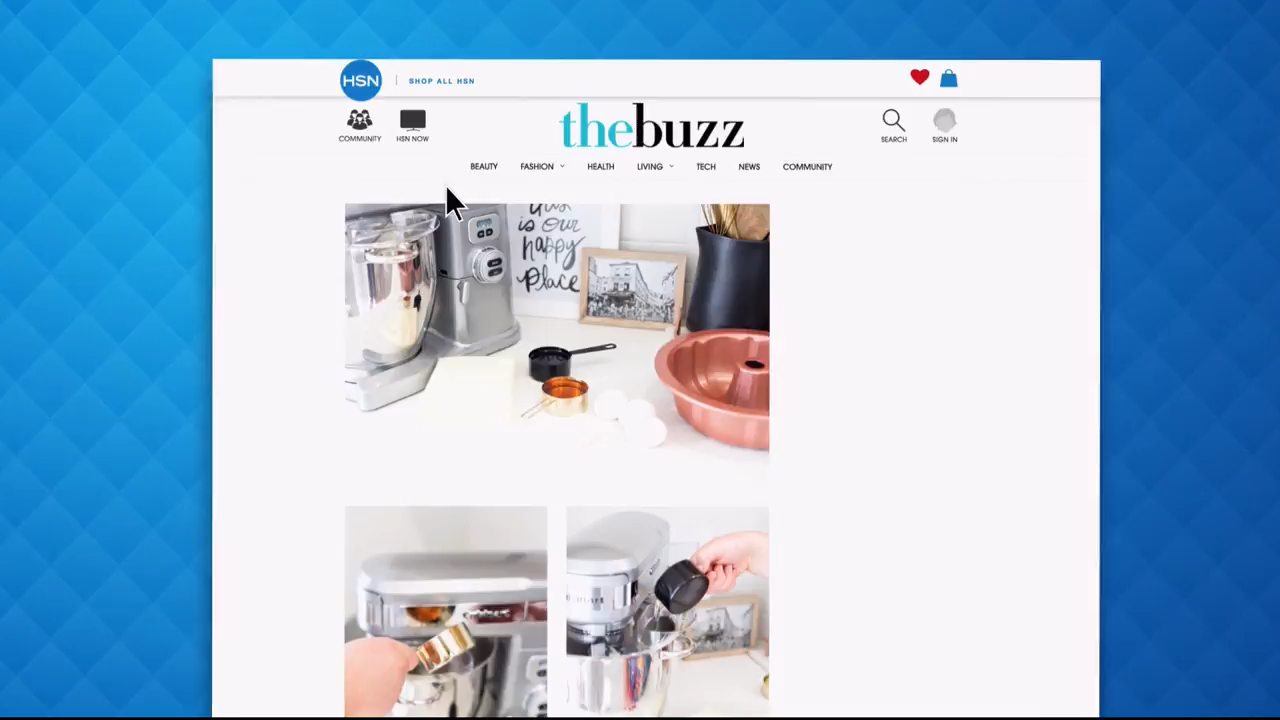 HSN
SHOP ALL HSN
COMMUNITY
HSN NOW
thebuzz
SEARCH
SIGN IN
BEAUTY FASHION HEALTH LIVING TECH NEWS COMMUNITY
this
is our
happy
place